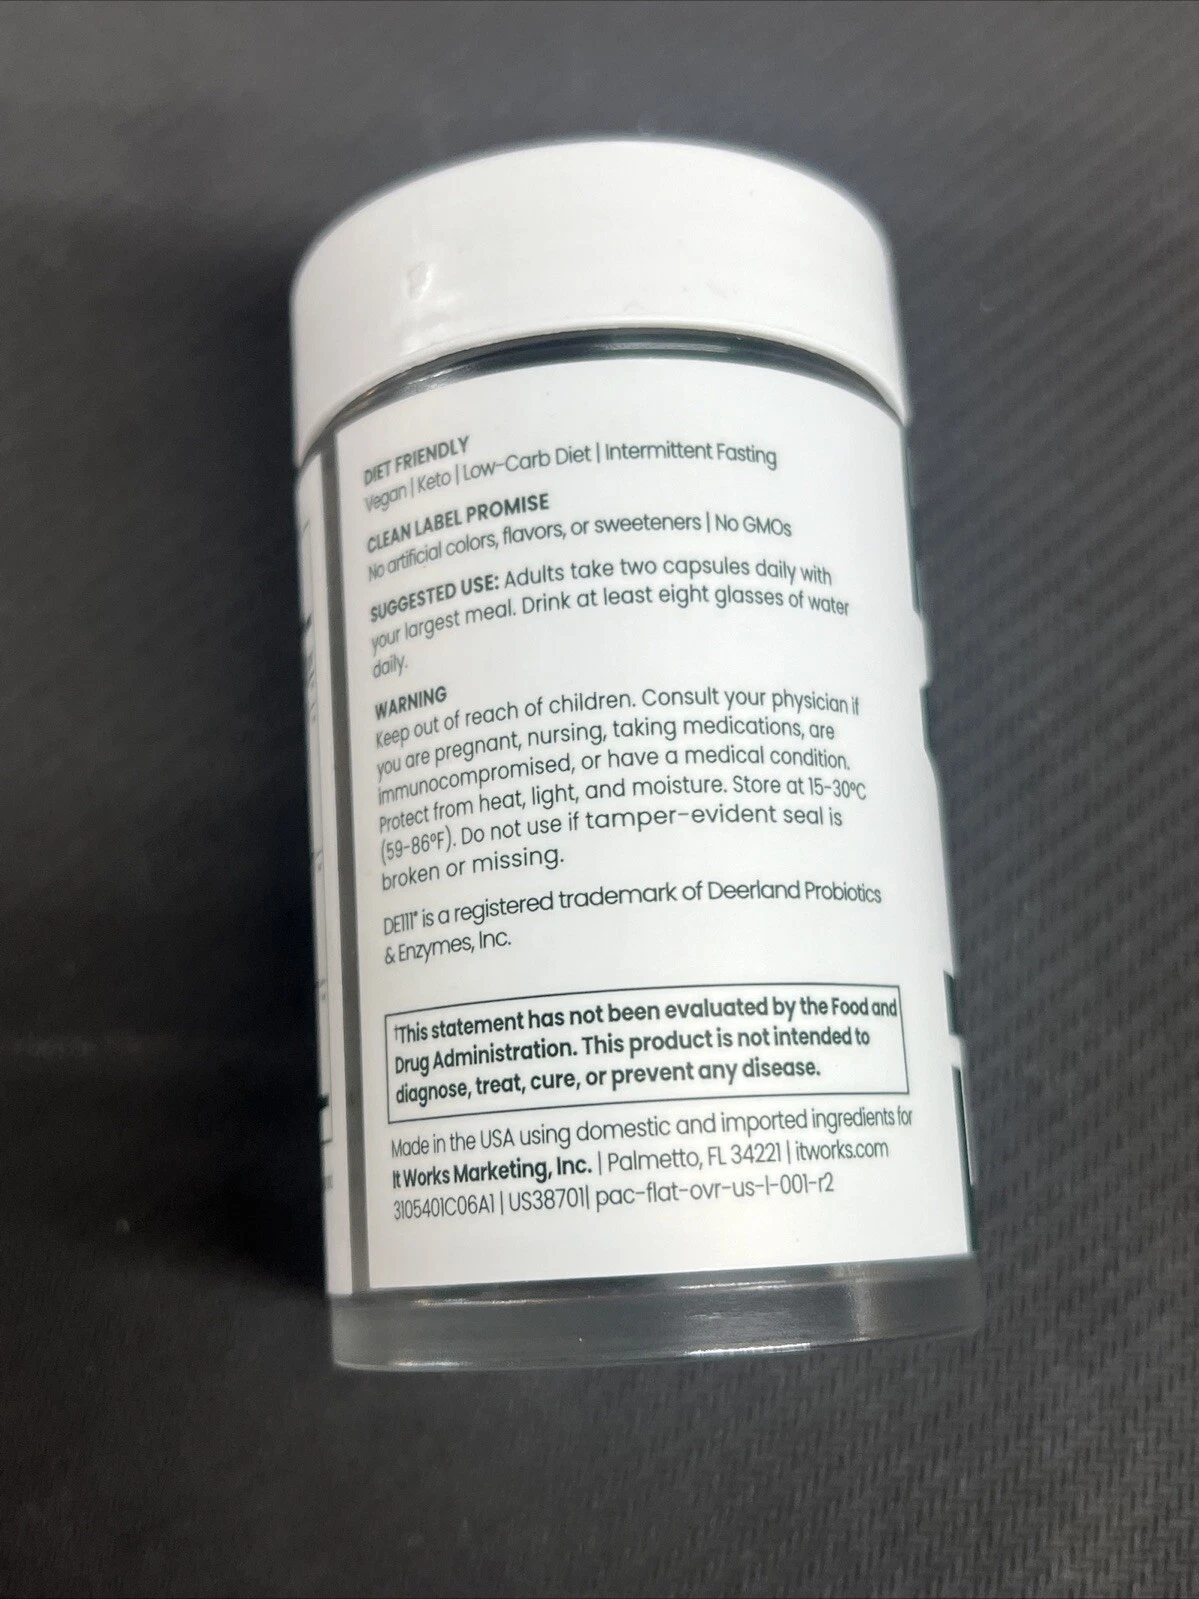 DIET FRIENDLY
Vegan | Keto | Low-Carb Diet | Intermittent Fasting
CLEAN LABEL PROMISE
No artificial colors, flavors, or sweeteners | No GMOs
SUGGESTED USE: Adults take two capsules daily with
your largest meal. Drink at least eight glasses of water
daily.
WARNING
Keep out of reach of children. Consult your physician if
you are pregnant, nursing, taking medications, are
immunocompromised, or have a medical condition.
Protect from heat, light, and moisture. Store at 15-30°C
(59-86°F). Do not use if tamper-evident seal is
broken or missing.
DE111® is a registered trademark of Deerland Probiotics
& Enzymes, Inc.
†This statement has not been evaluated by the Food and
Drug Administration. This product is not intended to
diagnose, treat, cure, or prevent any disease.
Made in the USA using domestic and imported ingredients for
It Works Marketing, Inc. | Palmetto, FL 34221 | itworks.com
3105401C06A1 | US38701| pac-flat-ovr-us-l-001-r2